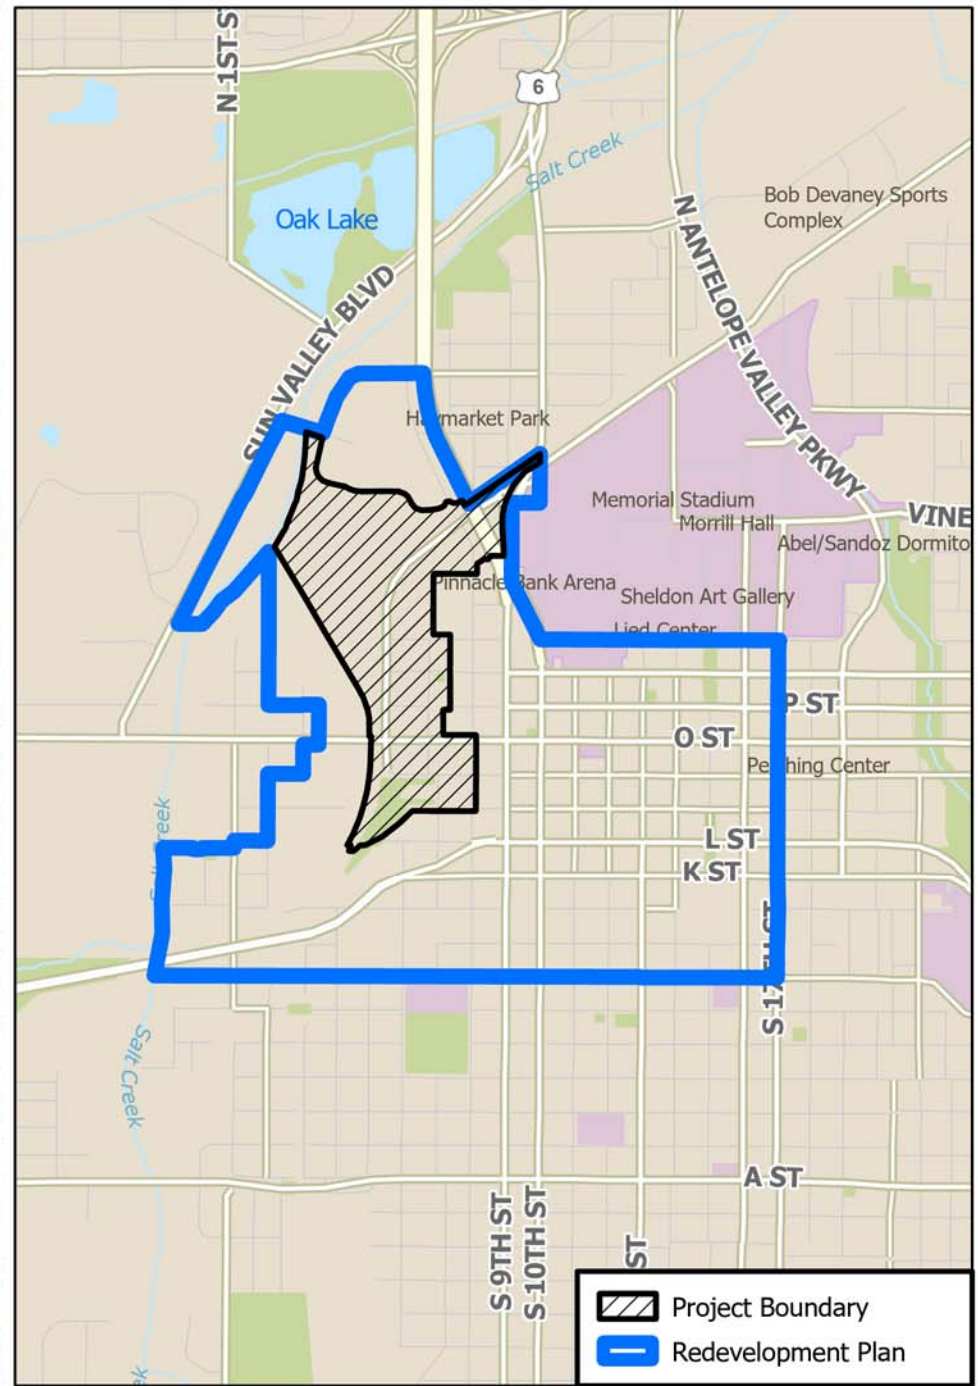 N 1ST S
6
Salt Creek
Bob Devaney Sports
Complex
Oak Lake
N ANTELOPE VALLEY PKWY
SUN VALLEY BLVD
Haymarket Park
Memorial Stadium
Morrill Hall
VINE
Abel/Sandoz Dormito
Pinnacle Bank Arena
Sheldon Art Gallery
Lied Center
P ST
O ST
Pershing Center
L ST
K ST
Salt Creek
S 17TH ST
Salt Creek
A ST
S 9TH ST
S 10TH ST
ST
Project Boundary
Redevelopment Plan